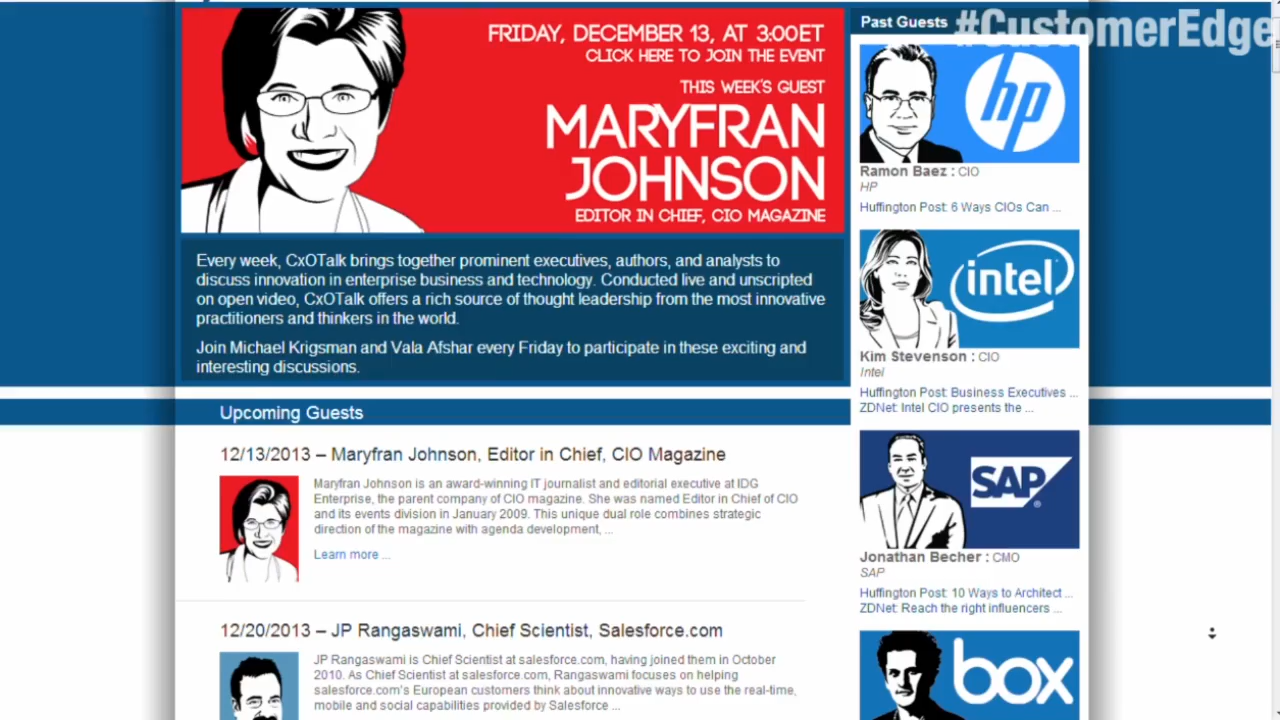 FRIDAY, DECEMBER 13, AT 3:00ET
CLICK HERE TO JOIN THE EVENT
THIS WEEK'S GUEST
MARYFRAN
JOHNSON
EDITOR IN CHIEF, CIO MAGAZINE
Every week, CxOTalk brings together prominent executives, authors, and analysts to
discuss innovation in enterprise business and technology. Conducted live and unscripted
on open video, CxOTalk offers a rich source of thought leadership from the most innovative
practitioners and thinkers in the world.
Join Michael Krigsman and Vala Afshar every Friday to participate in these exciting and
interesting discussions.
Upcoming Guests
12/13/2013 – Maryfran Johnson, Editor in Chief, CIO Magazine
Maryfran Johnson is an award-winning IT journalist and editorial executive at IDG
Enterprise, the parent company of CIO magazine. She was named Editor in Chief of CIO
and its events division in January 2009. This unique dual role combines strategic
direction of the magazine with agenda development, ...
Learn more ...
12/20/2013 – JP Rangaswami, Chief Scientist, Salesforce.com
JP Rangaswami is Chief Scientist at salesforce.com, having joined them in October
2010. As Chief Scientist at salesforce.com, Rangaswami focuses on helping
salesforce.com's European customers think about innovative ways to use the real-time,
mobile and social capabilities provided by Salesforce ...
Past Guests
#CustomerEdge
hp
Ramon Baez : CIO
HP
Huffington Post: 6 Ways CIOs Can ...
intel
Kim Stevenson : CIO
Intel
Huffington Post: Business Executives ...
ZDNet: Intel CIO presents the ...
SAP
Jonathan Becher : CMO
SAP
Huffington Post: 10 Ways to Architect ...
ZDNet: Reach the right influencers ...
box